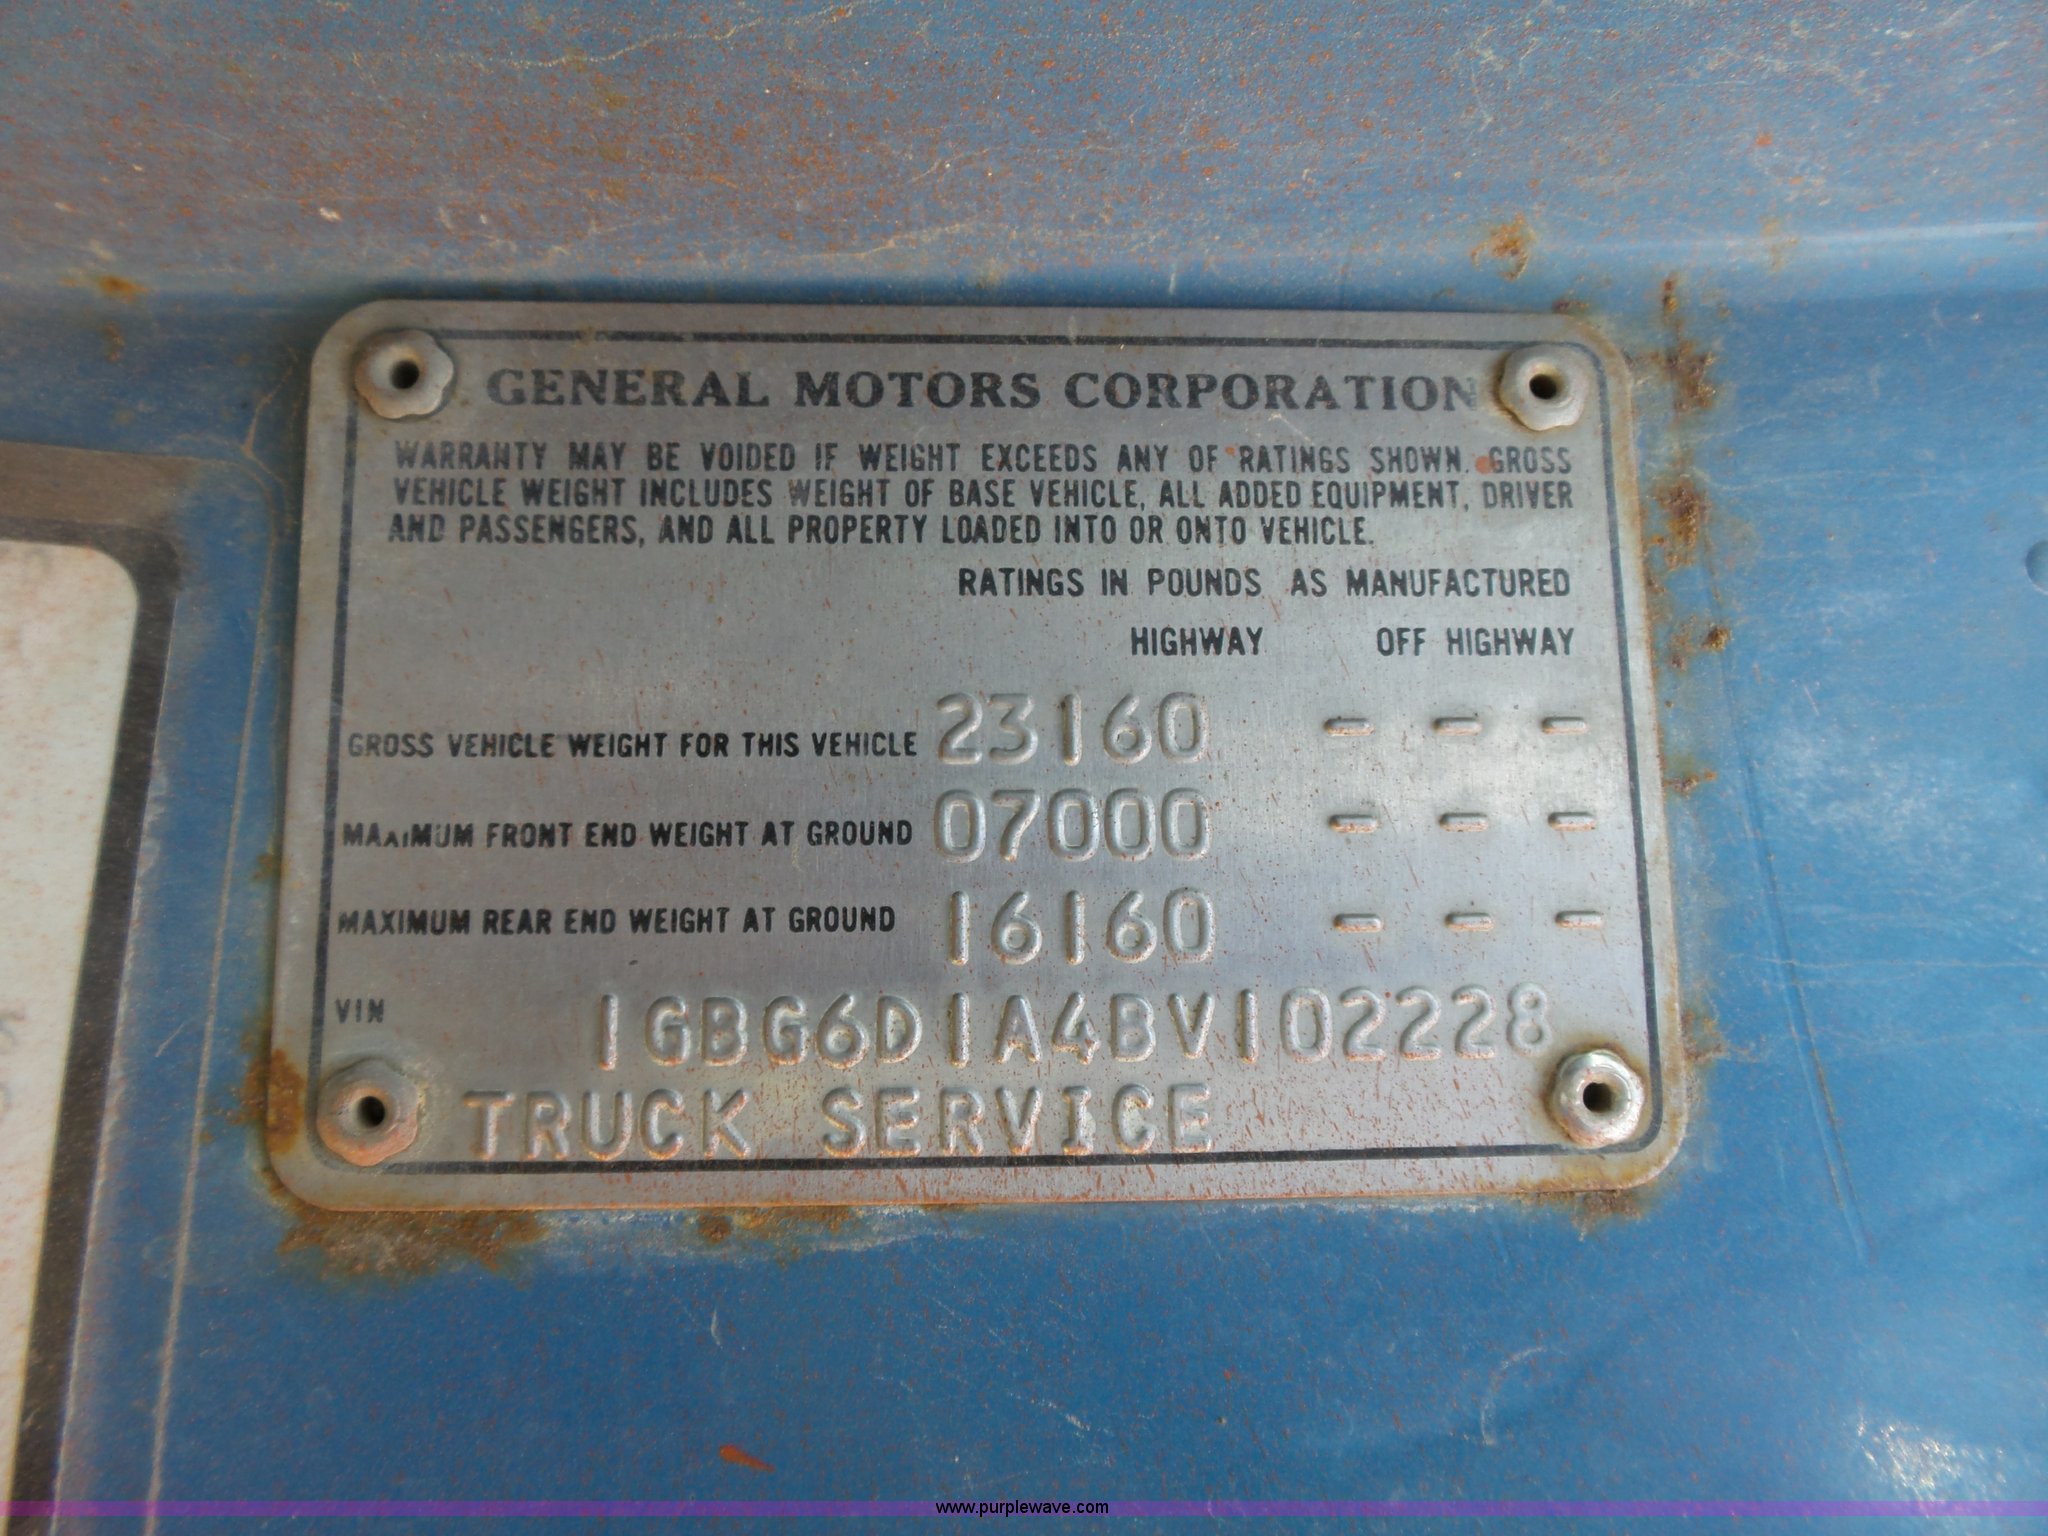 GENERAL MOTORS CORPORATION
WARRANTY MAY BE VOIDED IF WEIGHT EXCEEDS ANY OF RATINGS SHOWN. GROSS
VEHICLE WEIGHT INCLUDES WEIGHT OF BASE VEHICLE, ALL ADDED EQUIPMENT, DRIVER
AND PASSENGERS, AND ALL PROPERTY LOADED INTO OR ONTO VEHICLE.
RATINGS IN POUNDS AS MANUFACTURED
HIGHWAY OFF HIGHWAY
GROSS VEHICLE WEIGHT FOR THIS VEHICLE 23160 - - -
MAXIMUM FRONT END WEIGHT AT GROUND 07000 - - -
MAXIMUM REAR END WEIGHT AT GROUND 16160 - - -
VIN 1GBG6D1A4BV102228
TRUCK SERVICE
www.purplewave.com